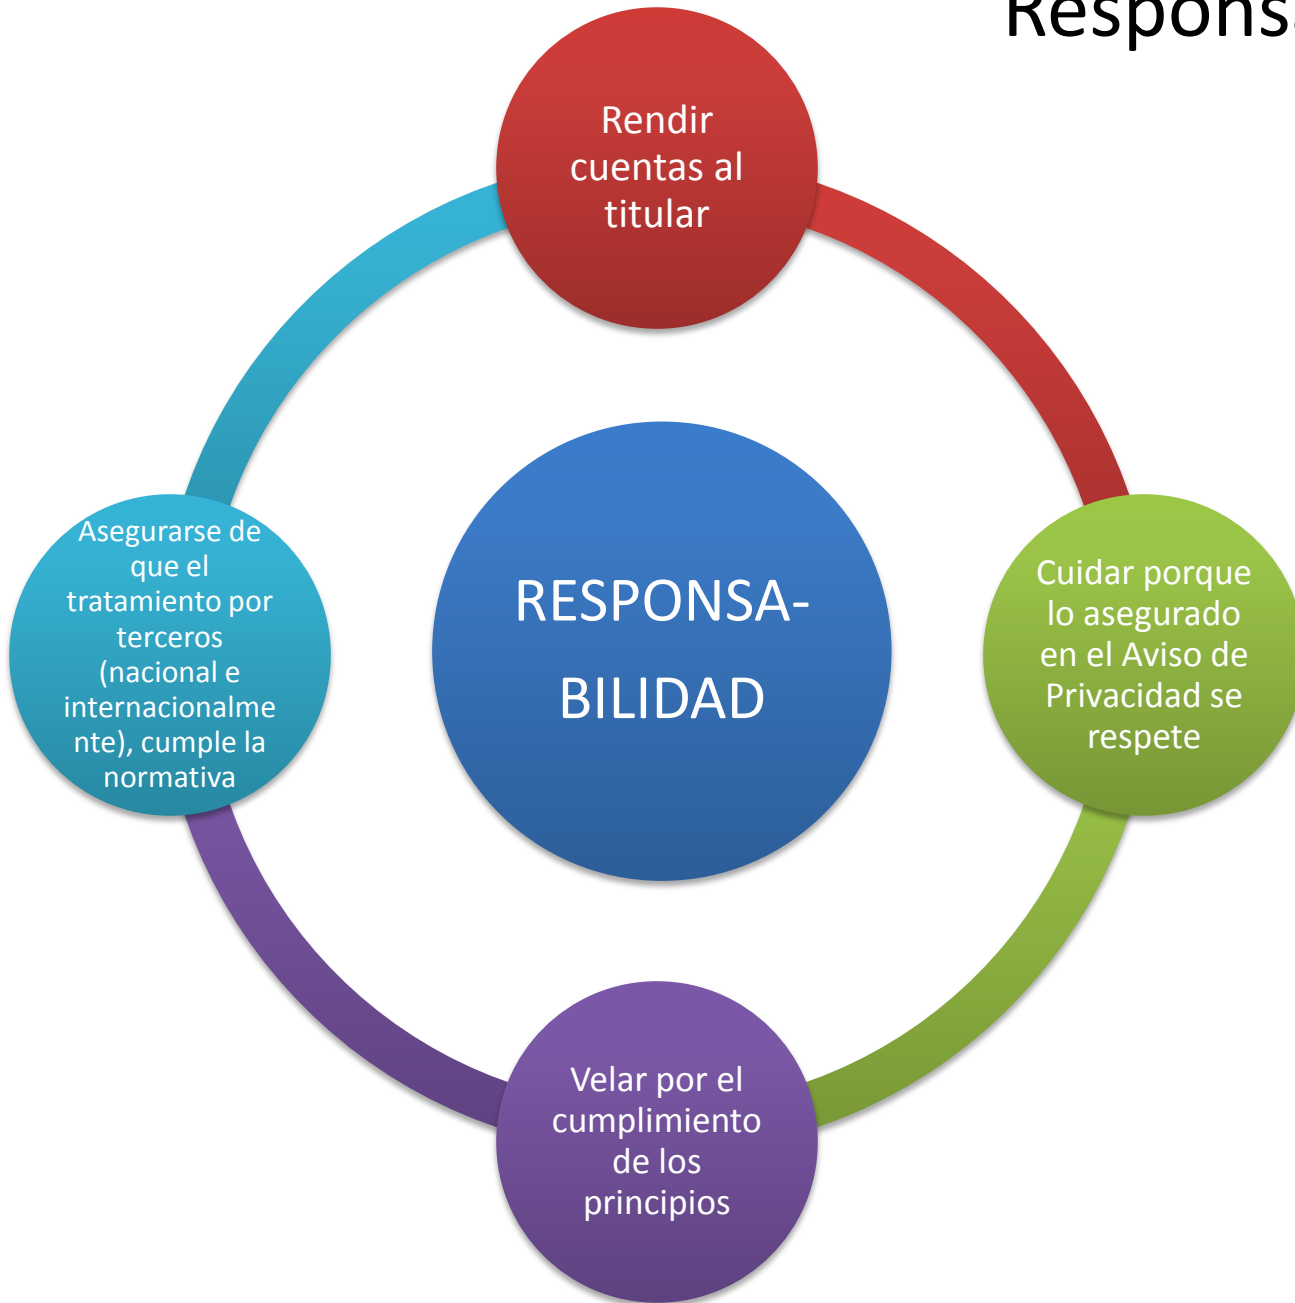 Responsa
Rendir
cuentas al
titular
Asegurarse de
que el
tratamiento por
terceros
(nacional e
internacionalme
nte), cumple la
normativa
RESPONSA-
BILIDAD
Cuidar porque
lo asegurado
en el Aviso de
Privacidad se
respete
Velar por el
cumplimiento
de los
principios